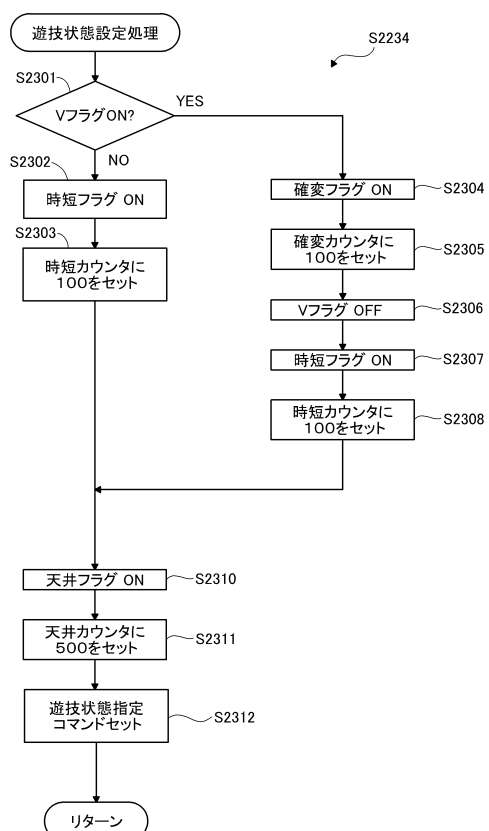 遊技状態設定処理
S2234
S2301
VフラグON?
YES
NO
S2302
時短フラグ ON
S2303
時短カウンタに
100をセット
確変フラグ ON
S2304
確変カウンタに
100をセット
S2305
Vフラグ OFF
S2306
時短フラグ ON
S2307
時短カウンタに
100をセット
S2308
天井フラグ ON
S2310
天井カウンタに
500をセット
S2311
遊技状態指定
コマンドセット
S2312
リターン